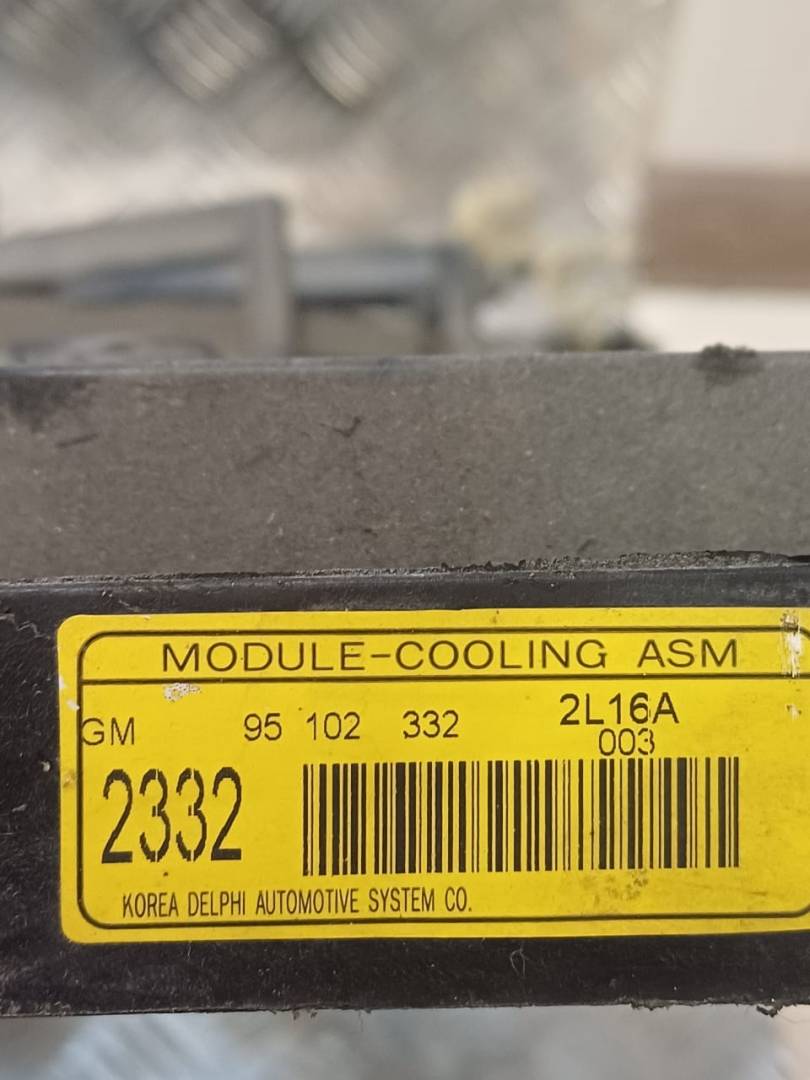 MODULE-COOLING ASM
GM 95 102 332 2L16A
003
2332
KOREA DELPHI AUTOMOTIVE SYSTEM CO.